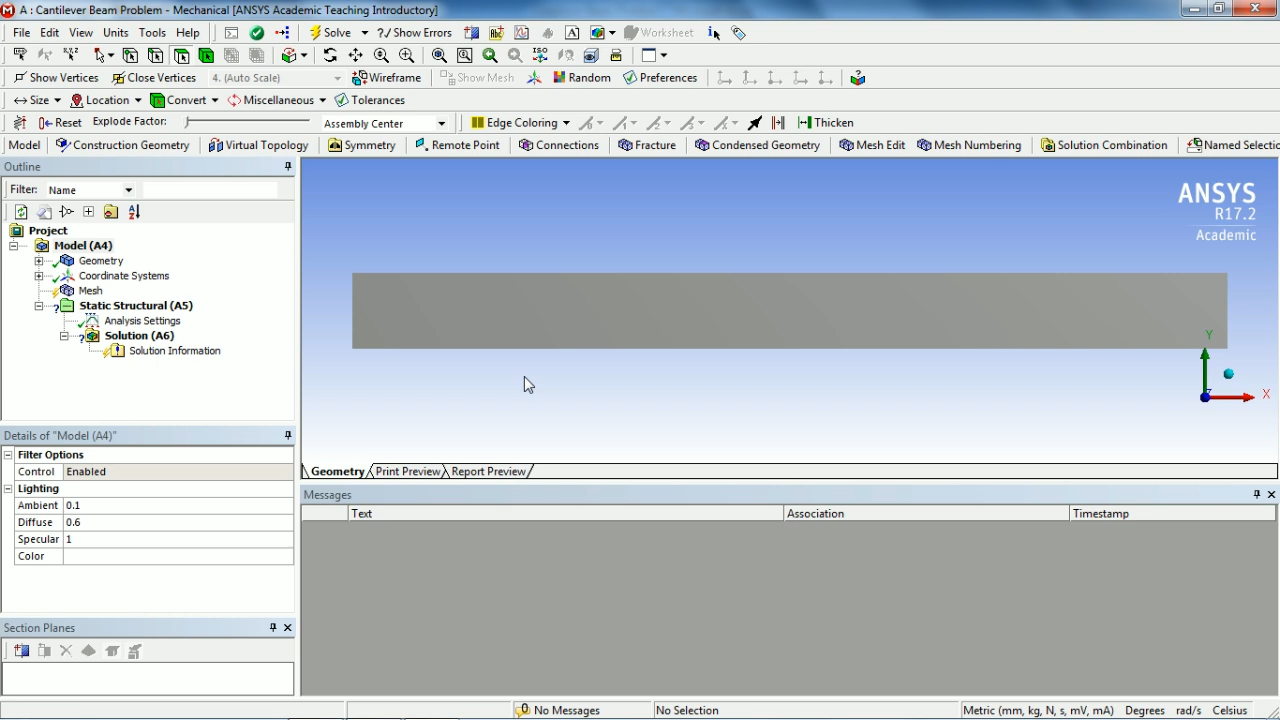 A : Cantilever Beam Problem - Mechanical [ANSYS Academic Teaching Introductory]
File Edit View Units Tools Help Solve ?/ Show Errors Worksheet
Show Vertices Close Vertices 4. (Auto Scale) Wireframe Show Mesh Random Preferences
Size Location Convert Miscellaneous Tolerances
Reset Explode Factor: Assembly Center Edge Coloring Thicken
Model Construction Geometry Virtual Topology Symmetry Remote Point Connections Fracture Condensed Geometry Mesh Edit Mesh Numbering Solution Combination Named Selectio
Outline
Filter: Name
Project
Model (A4)
Geometry
Coordinate Systems
Mesh
Static Structural (A5)
Analysis Settings
Solution (A6)
Solution Information
ANSYS
R17.2
Academic
Y
X
Geometry Print Preview Report Preview
Details of "Model (A4)"
Filter Options
Control Enabled
Lighting
Ambient 0.1
Diffuse 0.6
Specular 1
Color
Messages
Text Association Timestamp
Section Planes
No Messages No Selection Metric (mm, kg, N, s, mV, mA) Degrees rad/s Celsius